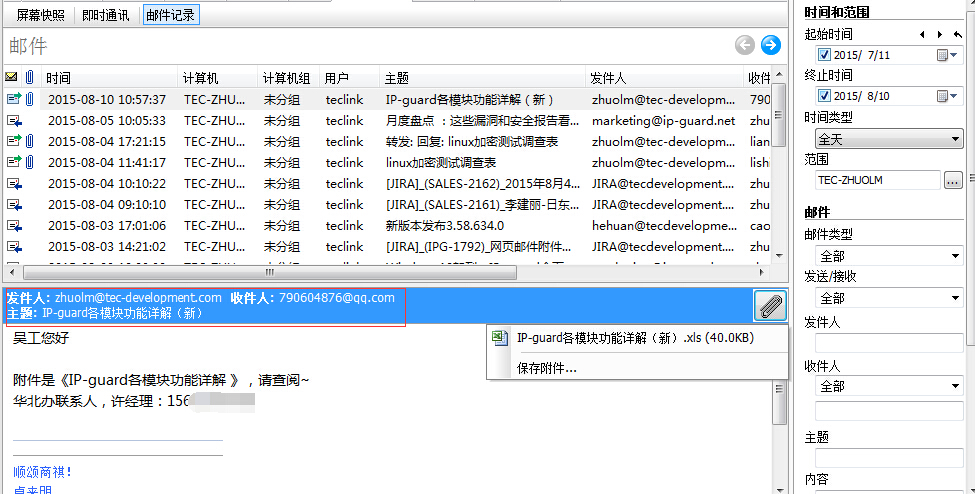 屏幕快照 即时通讯 邮件记录
邮件
时间 计算机 计算机组 用户 主题 发件人 收件
2015-08-10 10:57:37 TEC-ZHU... 未分组 teclink IP-guard各模块功能详解（新） zhuolm@tec-developm... 790
2015-08-05 10:05:33 TEC-ZHU... 未分组 teclink 月度盘点 ：这些漏洞和安全报告看... marketing@ip-guard.net zhu
2015-08-04 17:21:15 TEC-ZHU... 未分组 teclink 转发: 回复: linux加密测试调查表 zhuolm@tec-developm... lian
2015-08-04 11:41:17 TEC-ZHU... 未分组 teclink linux加密测试调查表 zhuolm@tec-developm... lish
2015-08-04 10:10:22 TEC-ZHU... 未分组 teclink [JIRA]_(SALES-2162)_2015年8月4... JIRA@tecdevelopment.... zhu
2015-08-04 09:10:10 TEC-ZHU... 未分组 teclink [JIRA]_(SALES-2161)_李建丽-日东... JIRA@tecdevelopment.... zhu
2015-08-03 17:01:06 TEC-ZHU... 未分组 teclink 新版本发布3.58.634.0 hehuan@tecdevelopm... cao
2015-08-03 14:21:02 TEC-ZHU... 未分组 teclink [JIRA]_(IPG-1792)_网页邮件附件... JIRA@tecdevelopment.... zhu
发件人: zhuolm@tec-development.com 收件人: 790604876@qq.com
主题: IP-guard各模块功能详解（新）
IP-guard各模块功能详解（新）.xls (40.0KB)
保存附件...
吴工您好
附件是《IP-guard各模块功能详解 》，请查阅~
华北办联系人，许经理：156
顺颂商祺！
时间和范围
起始时间
2015/ 7/11
终止时间
2015/ 8/10
时间类型
全天
范围
TEC-ZHUOLM
...
邮件
邮件类型
全部
发送/接收
全部
发件人
收件人
全部
主题
内容